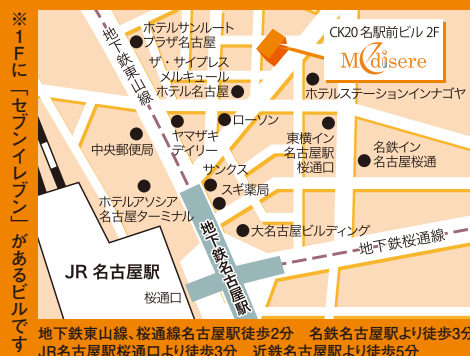 ※1Fに「セブンイレブン」があるビルです
ホテルサンルート
プラザ名古屋
CK20 名駅前ビル 2F
Medisere
地下鉄東山線
ザ・サイプレス
メルキュール
ホテル名古屋
ホテルステーションインナゴヤ
ローソン
ヤマザキ
デイリー
中央郵便局
東横イン
名古屋駅
桜通口
名鉄イン
名古屋桜通
サンクス
スギ薬局
ホテルアソシア
名古屋ターミナル
大名古屋ビルディング
地下鉄名古屋駅
地下鉄桜通線
JR 名古屋駅
桜通口
地下鉄東山線、桜通線名古屋駅徒歩2分 名鉄名古屋駅より徒歩3分
JR名古屋駅桜通口より徒歩3分 近鉄名古屋駅より徒歩5分